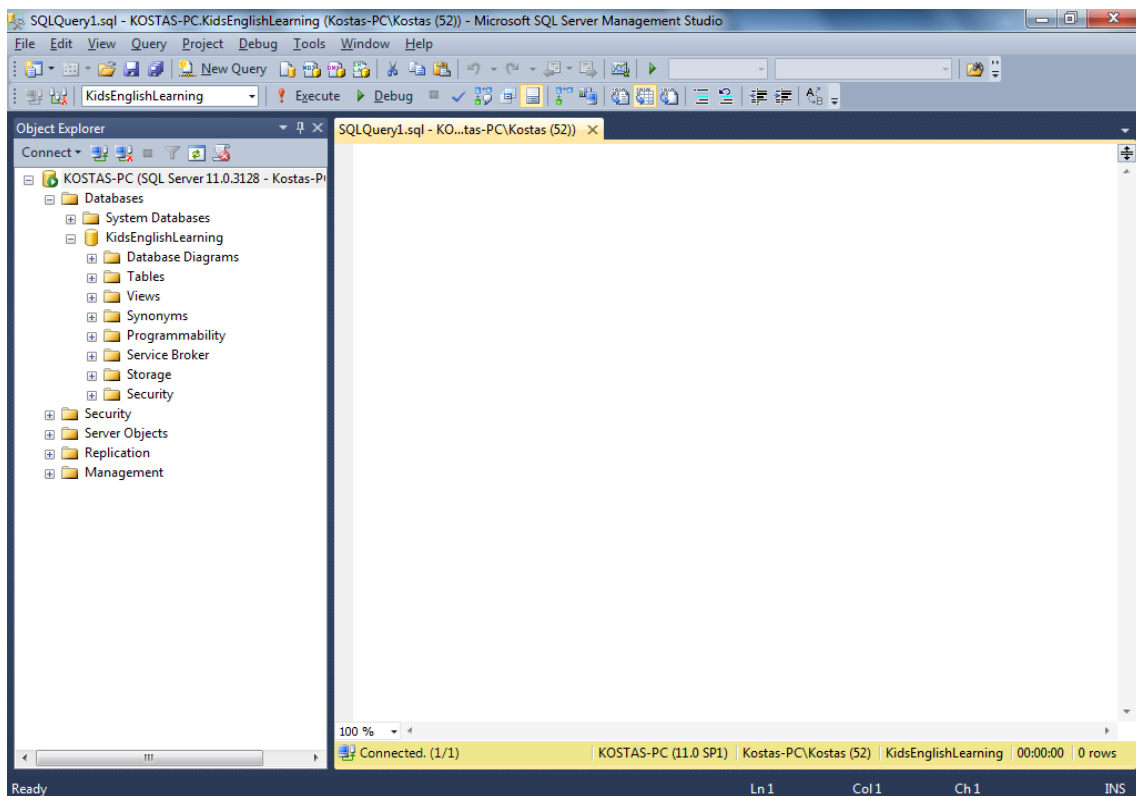 SQLQuery1.sql - KOSTAS-PC.KidsEnglishLearning (Kostas-PC\Kostas (52)) - Microsoft SQL Server Management Studio
File Edit View Query Project Debug Tools Window Help
New Query
KidsEnglishLearning Execute Debug
Object Explorer
SQLQuery1.sql - KO...tas-PC\Kostas (52))
Connect
KOSTAS-PC (SQL Server 11.0.3128 - Kostas-P
Databases
System Databases
KidsEnglishLearning
Database Diagrams
Tables
Views
Synonyms
Programmability
Service Broker
Storage
Security
Security
Server Objects
Replication
Management
100 %
Connected. (1/1) KOSTAS-PC (11.0 SP1) Kostas-PC\Kostas (52) KidsEnglishLearning 00:00:00 0 rows
Ready Ln 1 Col 1 Ch 1 INS